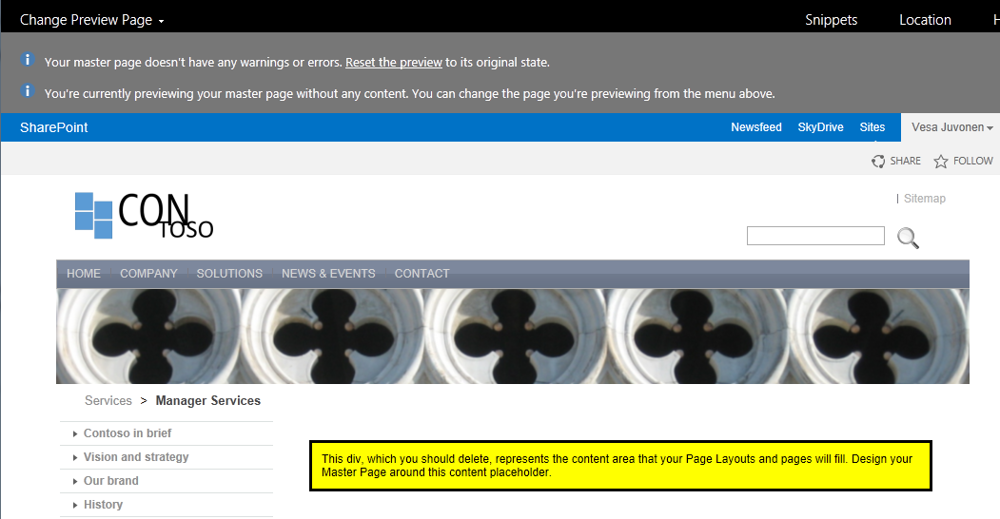 Change Preview Page
Snippets
Location
H
Your master page doesn't have any warnings or errors. Reset the preview to its original state.
You're currently previewing your master page without any content. You can change the page you're previewing from the menu above.
SharePoint
Newsfeed
SkyDrive
Sites
Vesa Juvonen
SHARE
FOLLOW
CON
TOSO
| Sitemap
HOME
COMPANY
SOLUTIONS
NEWS & EVENTS
CONTACT
Services > Manager Services
Contoso in brief
Vision and strategy
Our brand
History
This div, which you should delete, represents the content area that your Page Layouts and pages will fill. Design your
Master Page around this content placeholder.